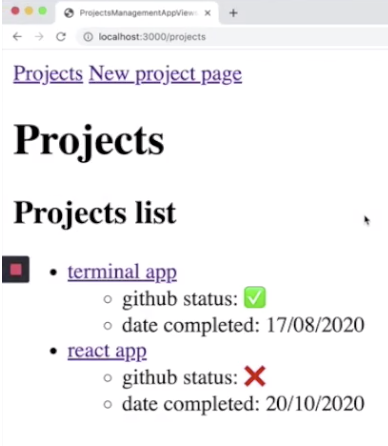 ProjectsManagementAppViews
localhost:3000/projects
Projects New project page
Projects
Projects list
terminal app
github status: ✅
date completed: 17/08/2020
react app
github status: ❌
date completed: 20/10/2020